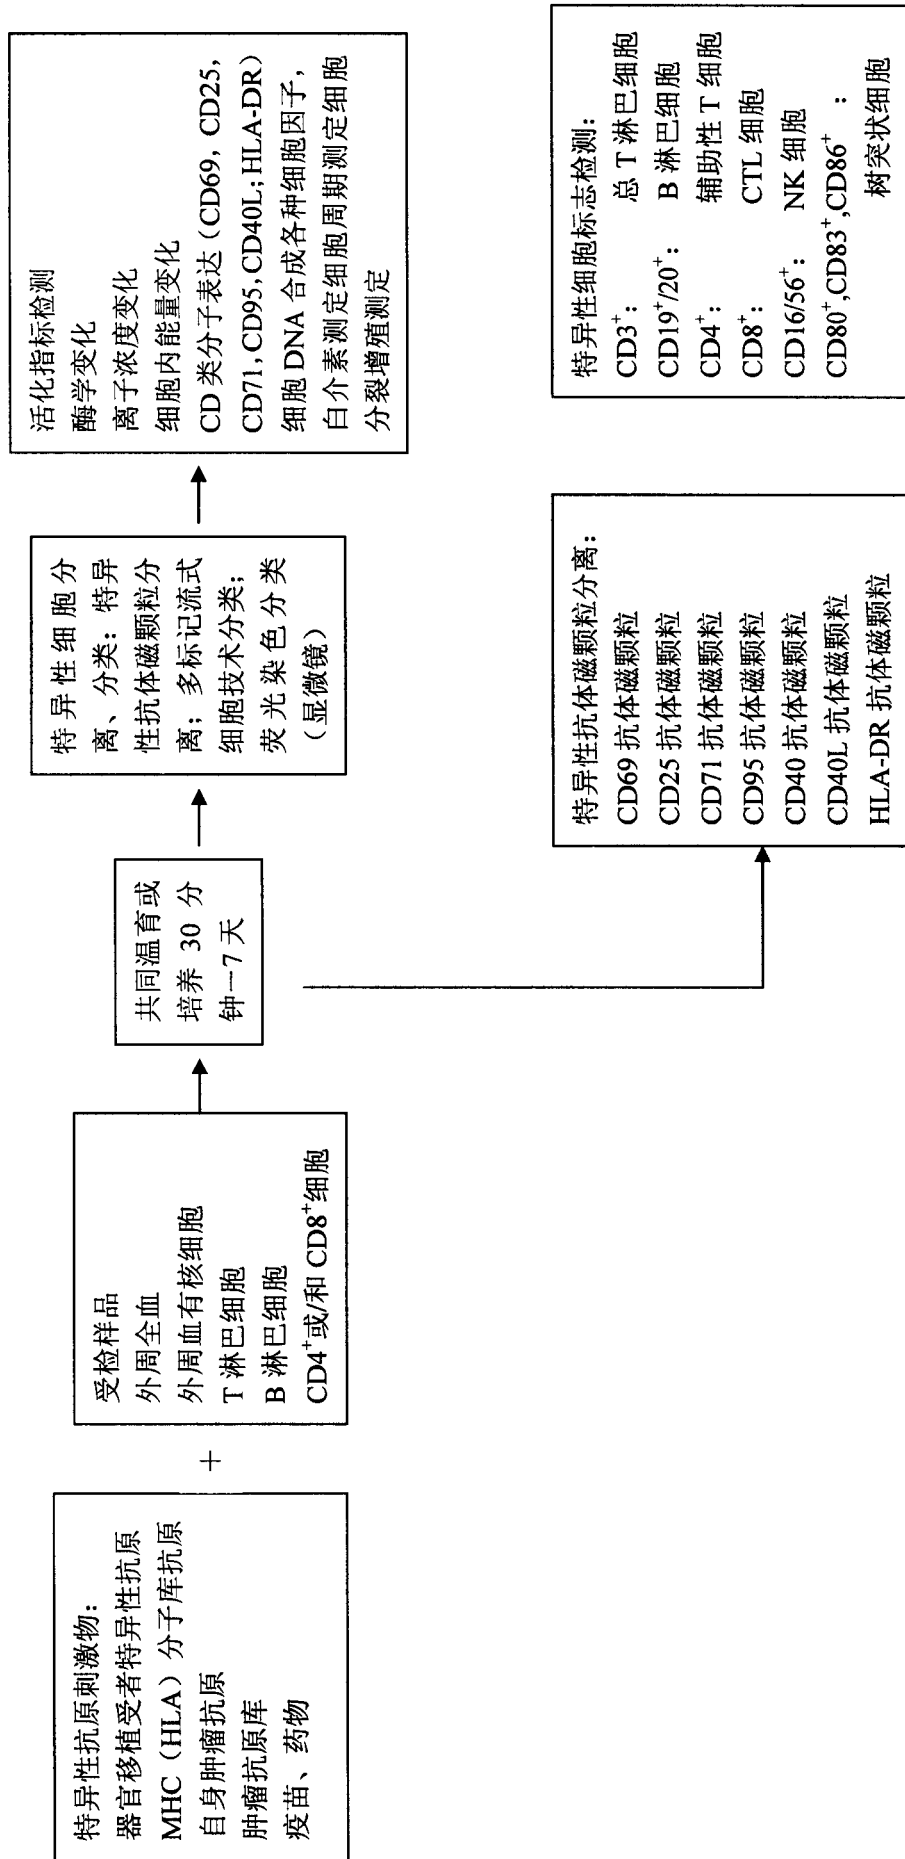 特异性抗原刺激物：
器官移植受者特异性抗原
MHC（HLA）分子库抗原
自身肿瘤抗原
肿瘤抗原库
疫苗、药物
+
受检样品
外周全血
外周血有核细胞
T 淋巴细胞
B 淋巴细胞
CD4⁺或/和 CD8⁺细胞
共同温育或
培养 30 分
钟一7 天
特异性细胞分
离、分类：特异
性抗体磁颗粒分
离；多标记流式
细胞技术分类；
荧光染色分类
（显微镜）
活化指标检测
酶学变化
离子浓度变化
细胞内能量变化
CD 类分子表达（CD69，CD25，
CD71，CD95，CD40L；HLA-DR）
细胞 DNA 合成各种细胞因子，
白介素测定细胞周期测定细胞
分裂增殖测定
特异性抗体磁颗粒分离：
CD69 抗体磁颗粒
CD25 抗体磁颗粒
CD71 抗体磁颗粒
CD95 抗体磁颗粒
CD40 抗体磁颗粒
CD40L 抗体磁颗粒
HLA-DR 抗体磁颗粒
特异性细胞标志检测：
CD3⁺： 总 T 淋巴细胞
CD19⁺/20⁺： B 淋巴细胞
CD4⁺： 辅助性 T 细胞
CD8⁺： CTL 细胞
CD16/56⁺： NK 细胞
CD80⁺,CD83⁺,CD86⁺：
树突状细胞